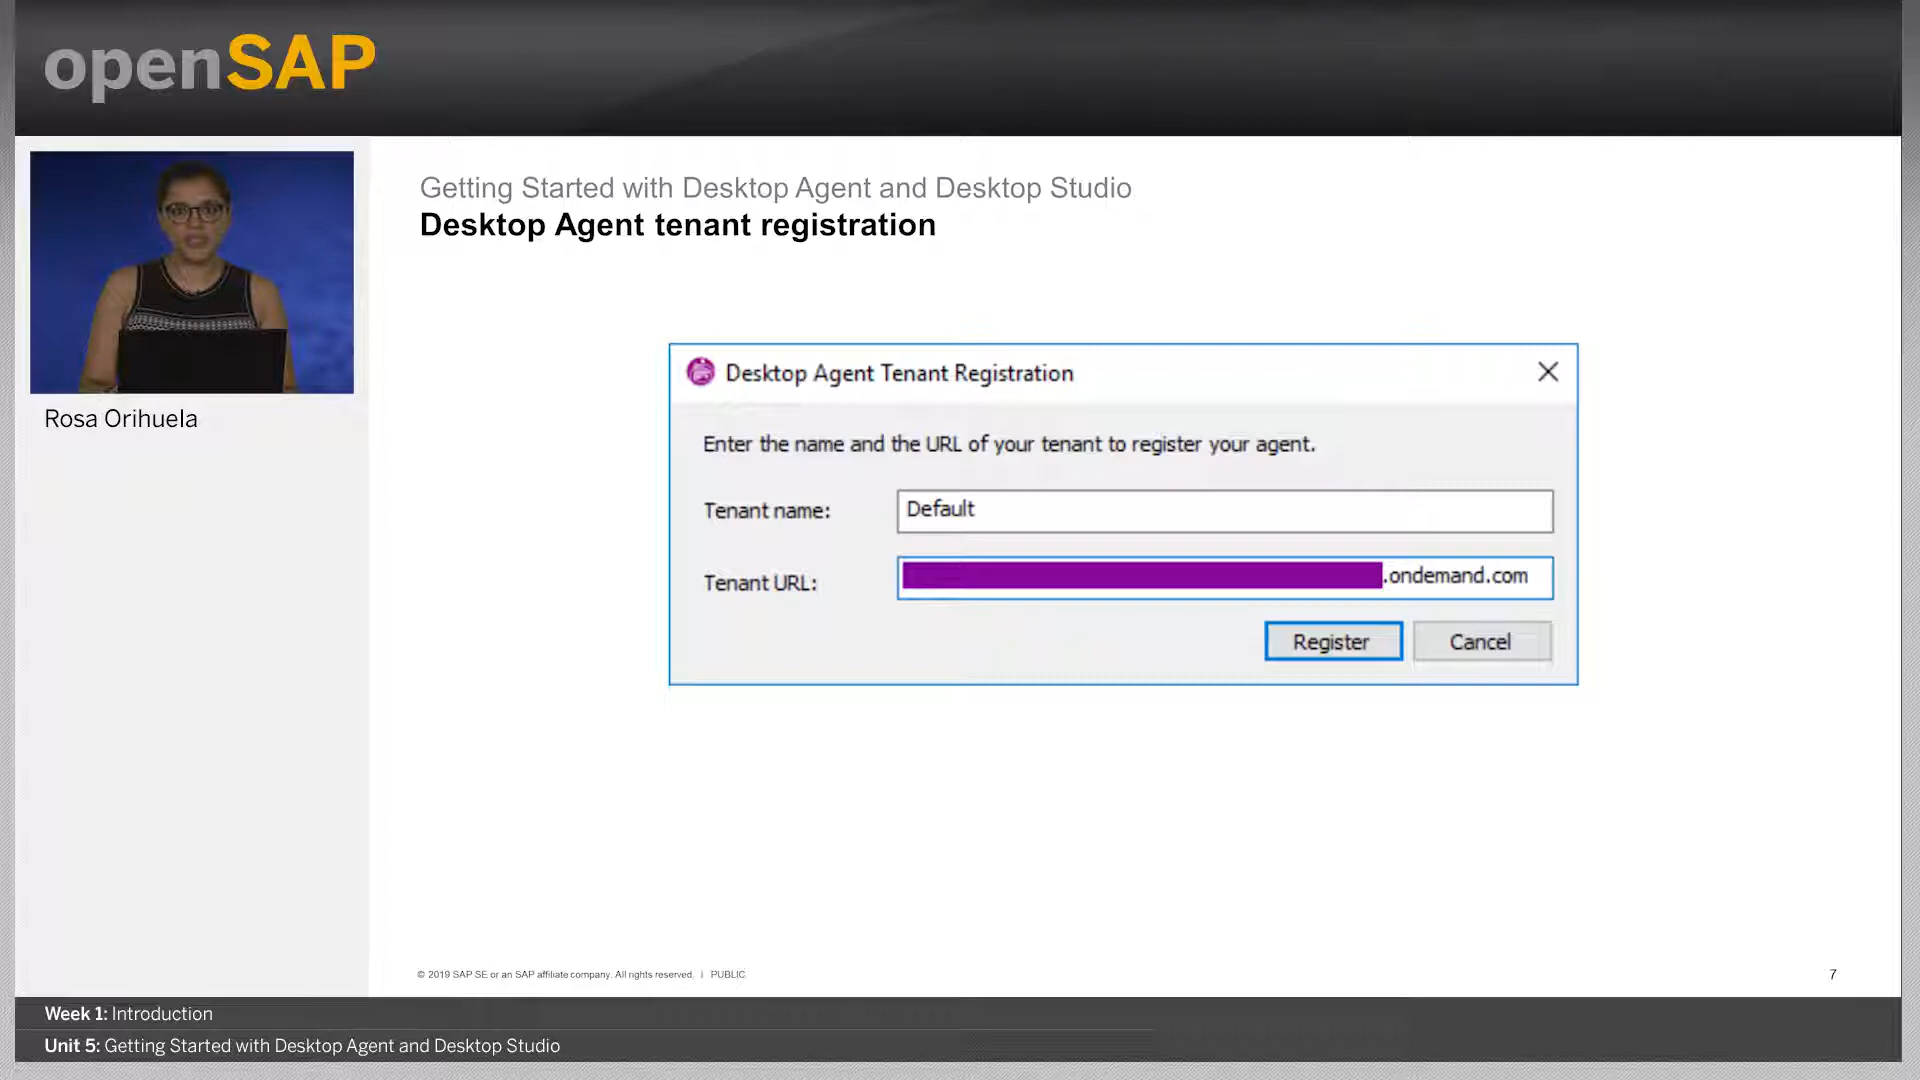 openSAP
Rosa Orihuela
Getting Started with Desktop Agent and Desktop Studio
Desktop Agent tenant registration
Desktop Agent Tenant Registration
Enter the name and the URL of your tenant to register your agent.
Tenant name: Default
Tenant URL: .ondemand.com
Register Cancel
© 2019 SAP SE or an SAP affiliate company. All rights reserved. | PUBLIC 7
Week 1: Introduction
Unit 5: Getting Started with Desktop Agent and Desktop Studio